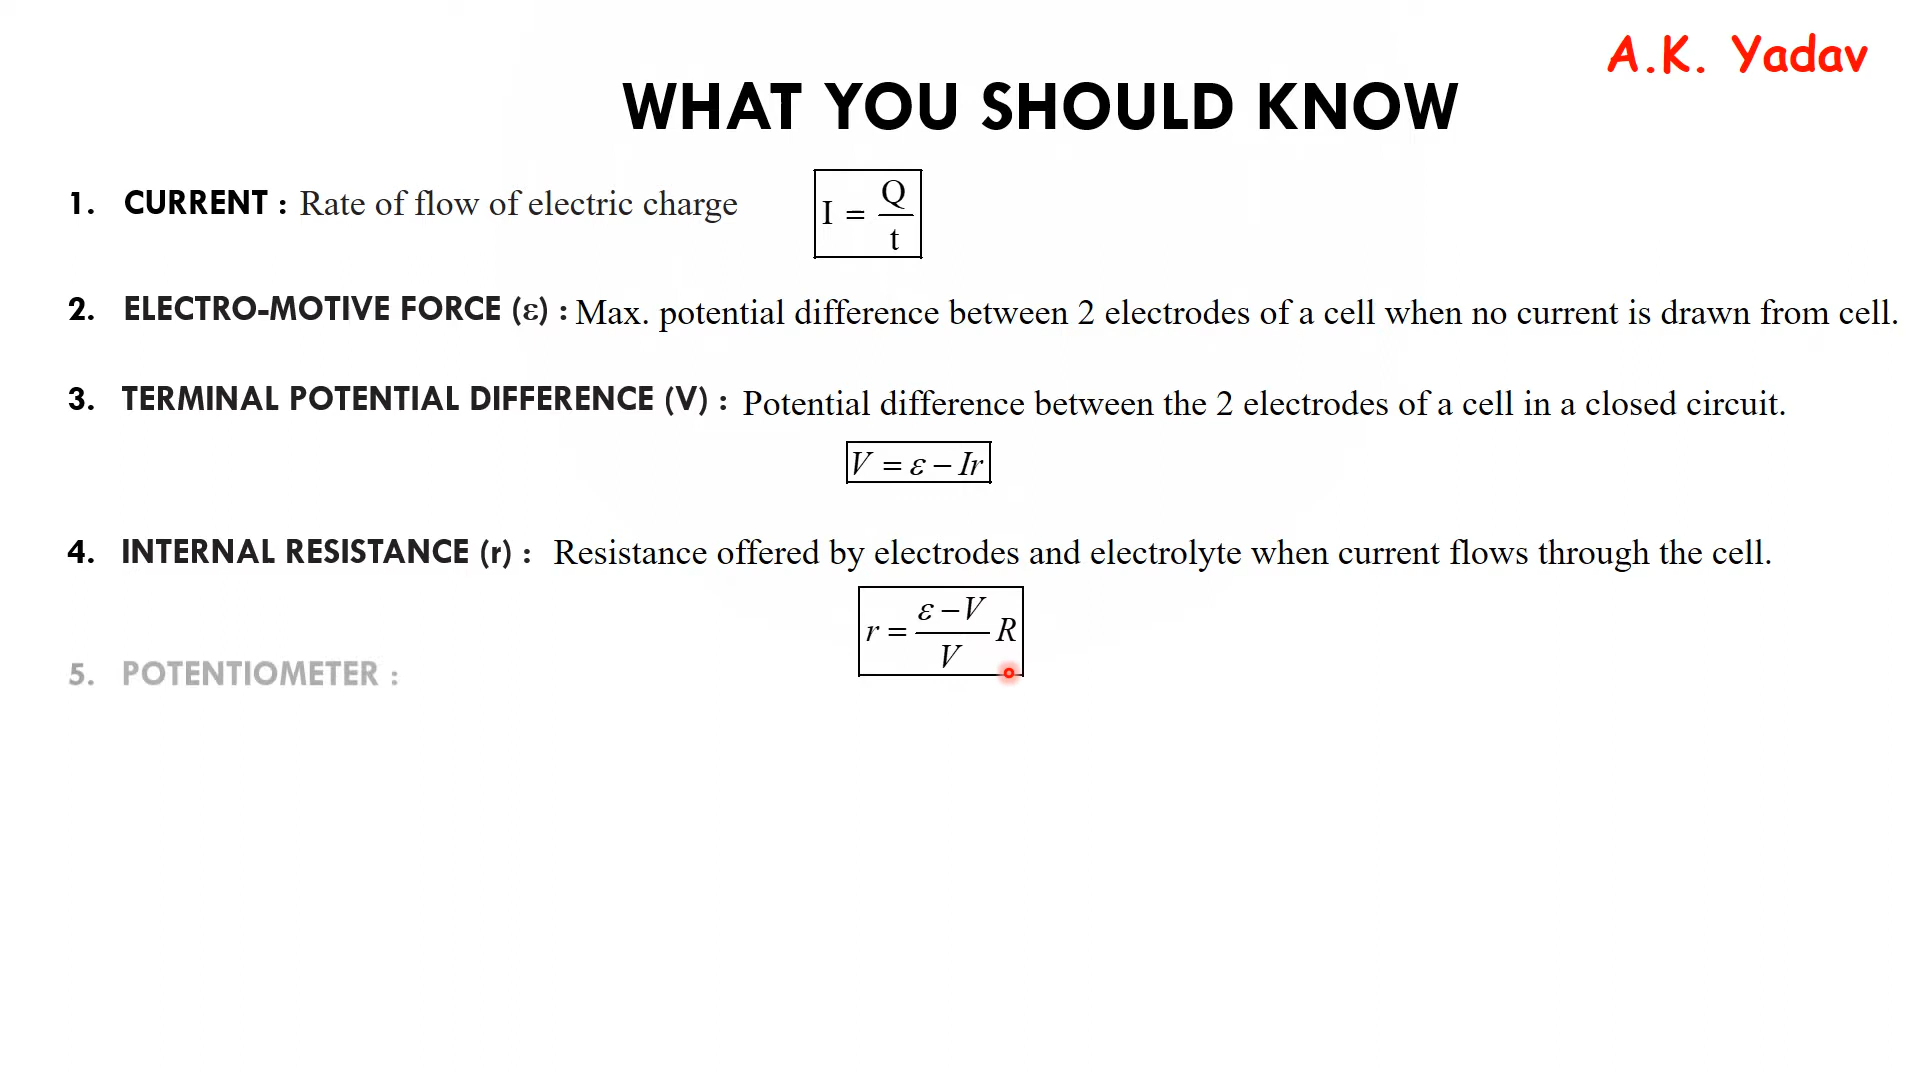 A.K. Yadav
WHAT YOU SHOULD KNOW
1. CURRENT : Rate of flow of electric charge I = Q/t
2. ELECTRO-MOTIVE FORCE (ε) : Max. potential difference between 2 electrodes of a cell when no current is drawn from cell.
3. TERMINAL POTENTIAL DIFFERENCE (V) : Potential difference between the 2 electrodes of a cell in a closed circuit.
V = ε – Ir
4. INTERNAL RESISTANCE (r) : Resistance offered by electrodes and electrolyte when current flows through the cell.
r = (ε – V)/V R
5. POTENTIOMETER :